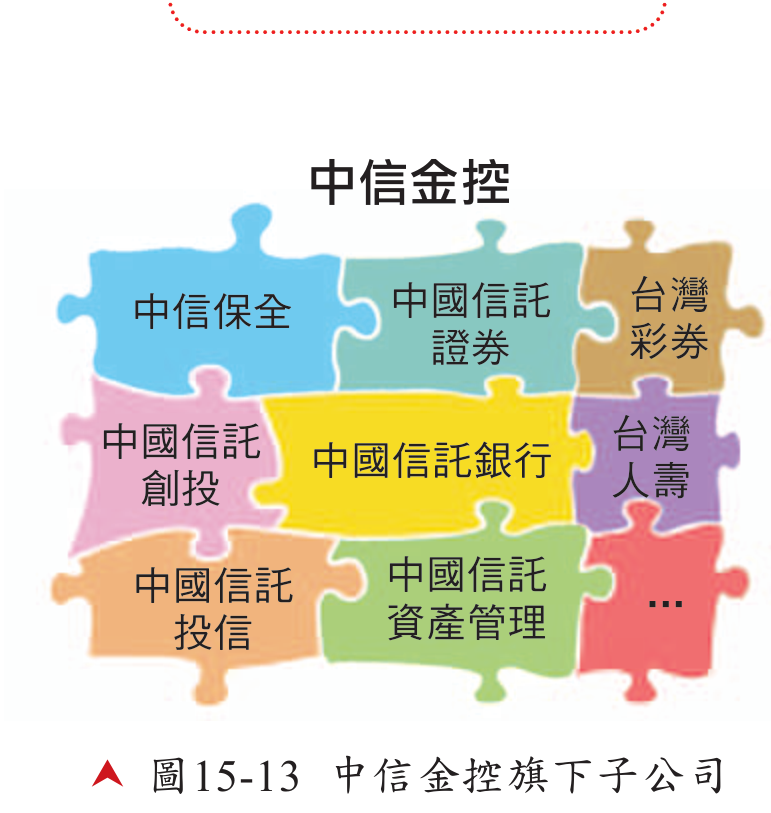 中信金控
中信保全
中國信託
證券
台灣
彩券
中國信託
創投
中國信託銀行
台灣
人壽
中國信託
投信
中國信託
資產管理
...
圖15-13 中信金控旗下子公司